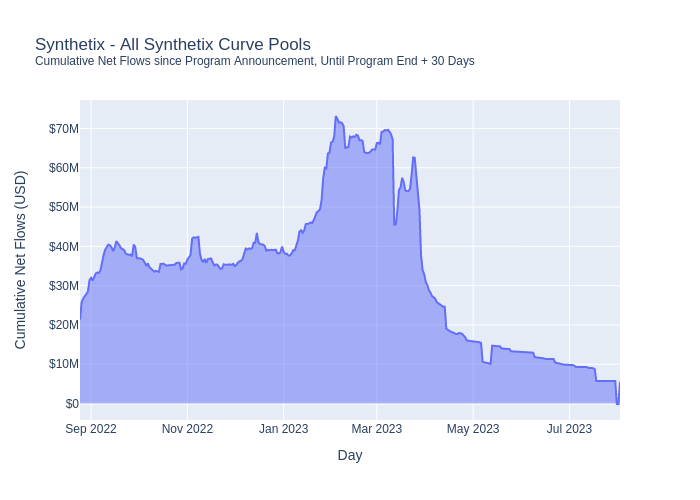 Synthetix - All Synthetix Curve Pools
Cumulative Net Flows since Program Announcement, Until Program End + 30 Days
Cumulative Net Flows (USD)
$70M
$60M
$50M
$40M
$30M
$20M
$10M
$0
Sep 2022
Nov 2022
Jan 2023
Mar 2023
May 2023
Jul 2023
Day